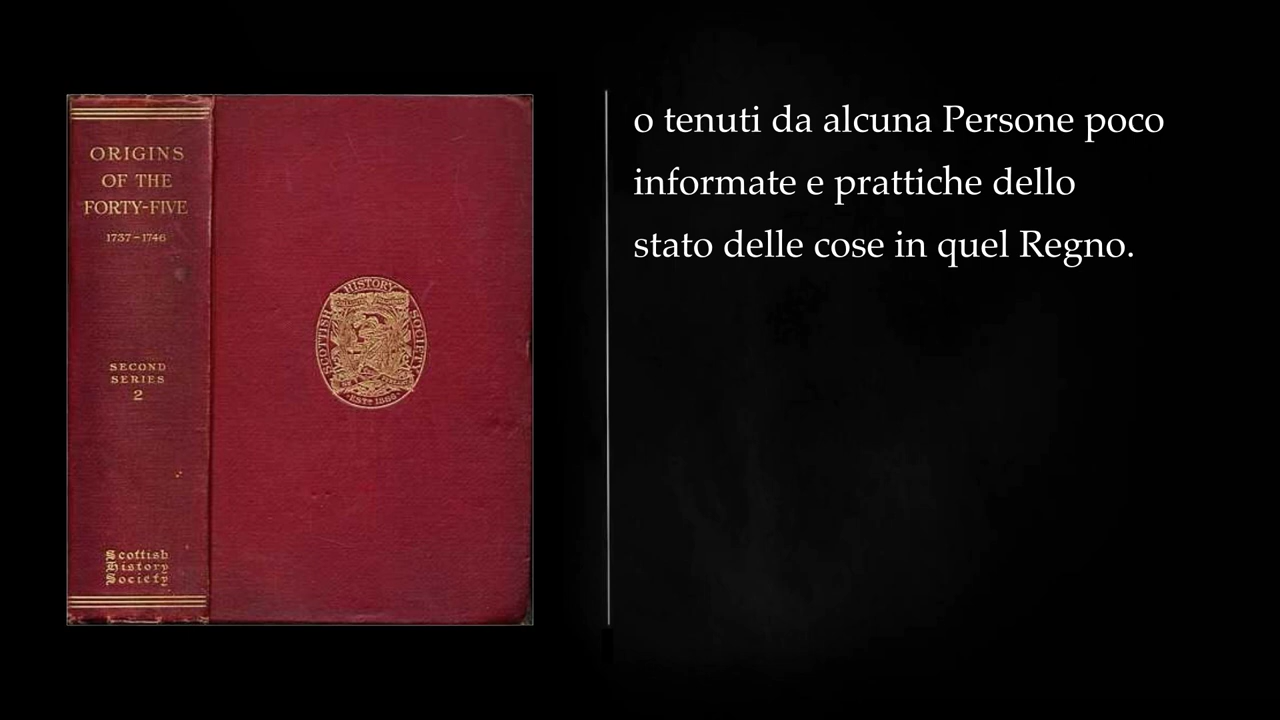 ORIGINS
OF THE
FORTY-FIVE
1737-1746
SECOND
SERIES
2
Scottish
History
Society
SCOTTISH HISTORY SOCIETY
ESTD 1886
o tenuti da alcuna Persone poco
informate e prattiche dello
stato delle cose in quel Regno.